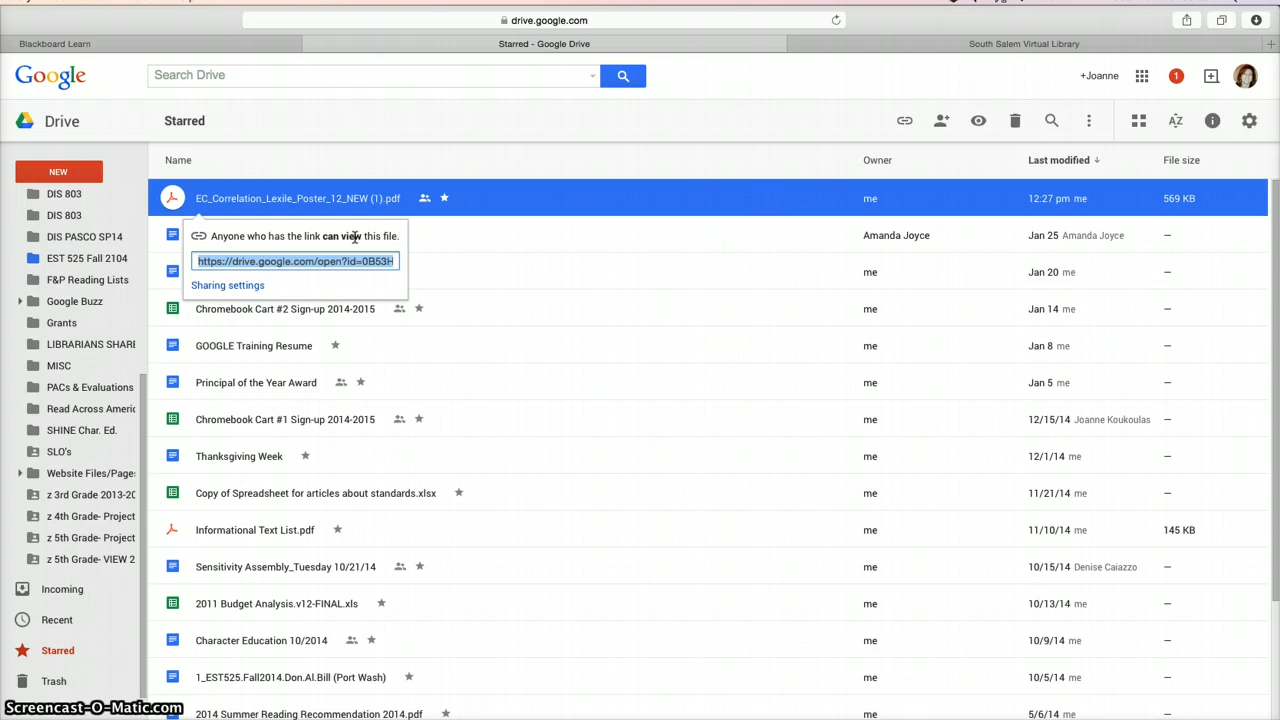 drive.google.com
Blackboard Learn
Starred - Google Drive
South Salem Virtual Library
Google
Search Drive
+Joanne
1
Drive
Starred
NEW
DIS 803
DIS 803
DIS PASCO SP14
EST 525 Fall 2104
F&P Reading Lists
Google Buzz
Grants
LIBRARIANS SHARE
MISC
PACs & Evaluations
Read Across Americ
SHINE Char. Ed.
SLO's
Website Files/Page:
z 3rd Grade 2013-20
z 4th Grade- Project
z 5th Grade- Project
z 5th Grade- VIEW 2
Incoming
Recent
Starred
Trash
Name Owner Last modified File size
EC_Correlation_Lexile_Poster_12_NEW (1).pdf me 12:27 pm me 569 KB
Anyone who has the link can view this file.
https://drive.google.com/open?id=0B53H
Sharing settings
Amanda Joyce Jan 25 Amanda Joyce —
me Jan 20 me —
Chromebook Cart #2 Sign-up 2014-2015 me Jan 14 me —
GOOGLE Training Resume me Jan 8 me —
Principal of the Year Award me Jan 5 me —
Chromebook Cart #1 Sign-up 2014-2015 me 12/15/14 Joanne Koukoulas —
Thanksgiving Week me 12/1/14 me —
Copy of Spreadsheet for articles about standards.xlsx me 11/21/14 me —
Informational Text List.pdf me 11/10/14 me 145 KB
Sensitivity Assembly_Tuesday 10/21/14 me 10/15/14 Denise Caiazzo —
2011 Budget Analysis.v12-FINAL.xls me 10/13/14 me —
Character Education 10/2014 me 10/9/14 me —
1_EST525.Fall2014.Don.Al.Bill (Port Wash) me 10/5/14 me —
2014 Summer Reading Recommendation 2014.pdf me 5/6/14 me —
Screencast-O-Matic.com